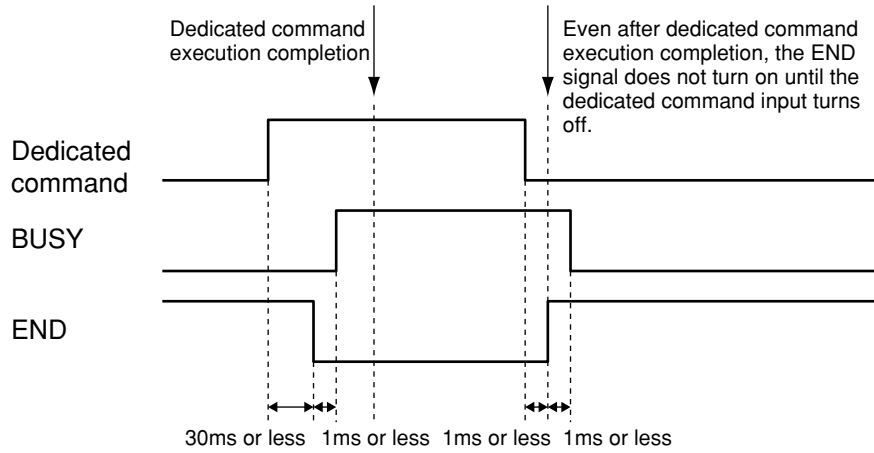 Dedicated command
execution completion
Even after dedicated command
execution completion, the END
signal does not turn on until the
dedicated command input turns
off.
Dedicated
command
BUSY
END
30ms or less 1ms or less 1ms or less 1ms or less